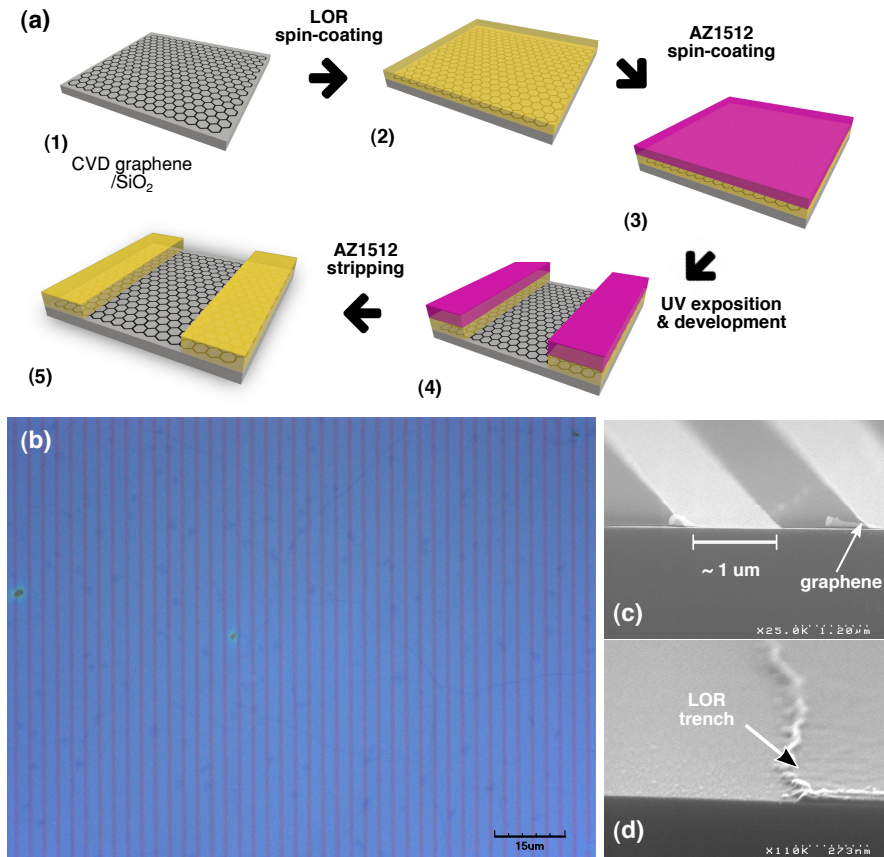 (a)
LOR
spin-coating
AZ1512
spin-coating
(1)
CVD graphene
/SiO₂
(2)
(3)
AZ1512
stripping
UV exposition
& development
(5)
(4)
(b)
15um
~ 1 um
graphene
(c)
X25.0K 1.20µm
LOR
trench
(d)
X110K 273nm